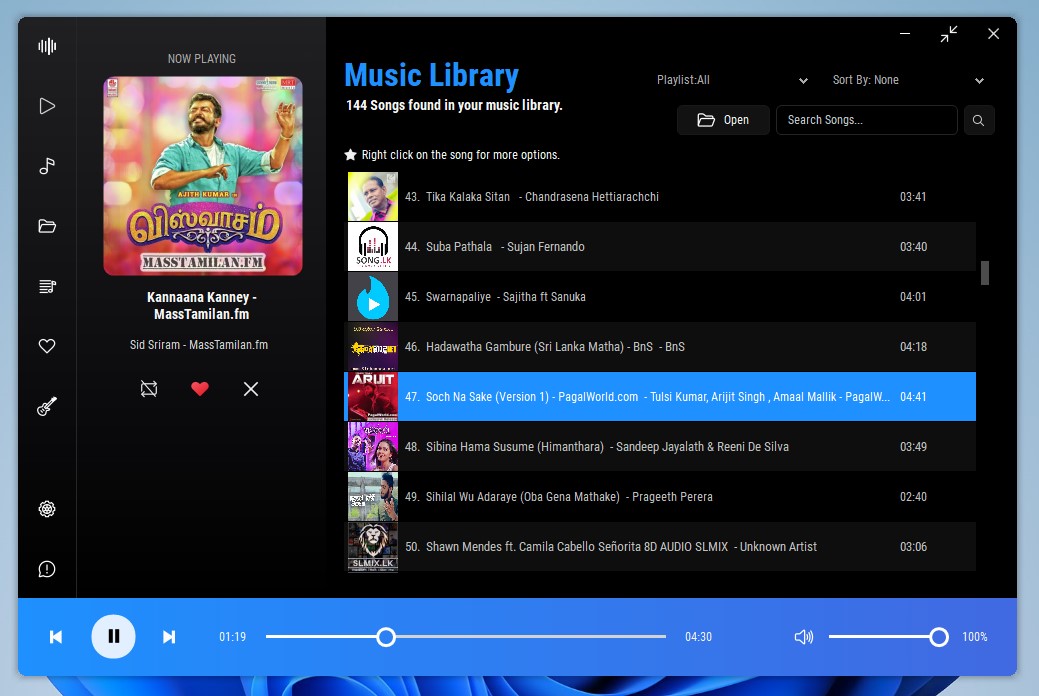 NOW PLAYING
AJITH KUMAR in
விஸ்வாசம்
MASSTAMILAN.FM
Kannaana Kanney -
MassTamilan.fm
Sid Sriram - MassTamilan.fm
Music Library
144 Songs found in your music library.
Playlist:All
Sort By: None
Open
Search Songs...
Right click on the song for more options.
43. Tika Kalaka Sitan - Chandrasena Hettiarachchi 03:41
SONG.LK
44. Suba Pathala - Sujan Fernando 03:40
45. Swarnapaliye - Sajitha ft Sanuka 04:01
46. Hadawatha Gambure (Sri Lanka Matha) - BnS - BnS 04:18
ARIJIT
PagalWorld.com
47. Soch Na Sake (Version 1) - PagalWorld.com - Tulsi Kumar, Arijit Singh , Amaal Mallik - PagalW... 04:41
48. Sibina Hama Susume (Himanthara) - Sandeep Jayalath & Reeni De Silva 03:49
49. Sihilal Wu Adaraye (Oba Gena Mathake) - Prageeth Perera 02:40
SLMIX.LK
50. Shawn Mendes ft. Camila Cabello Señorita 8D AUDIO SLMIX - Unknown Artist 03:06
01:19
04:30
100%